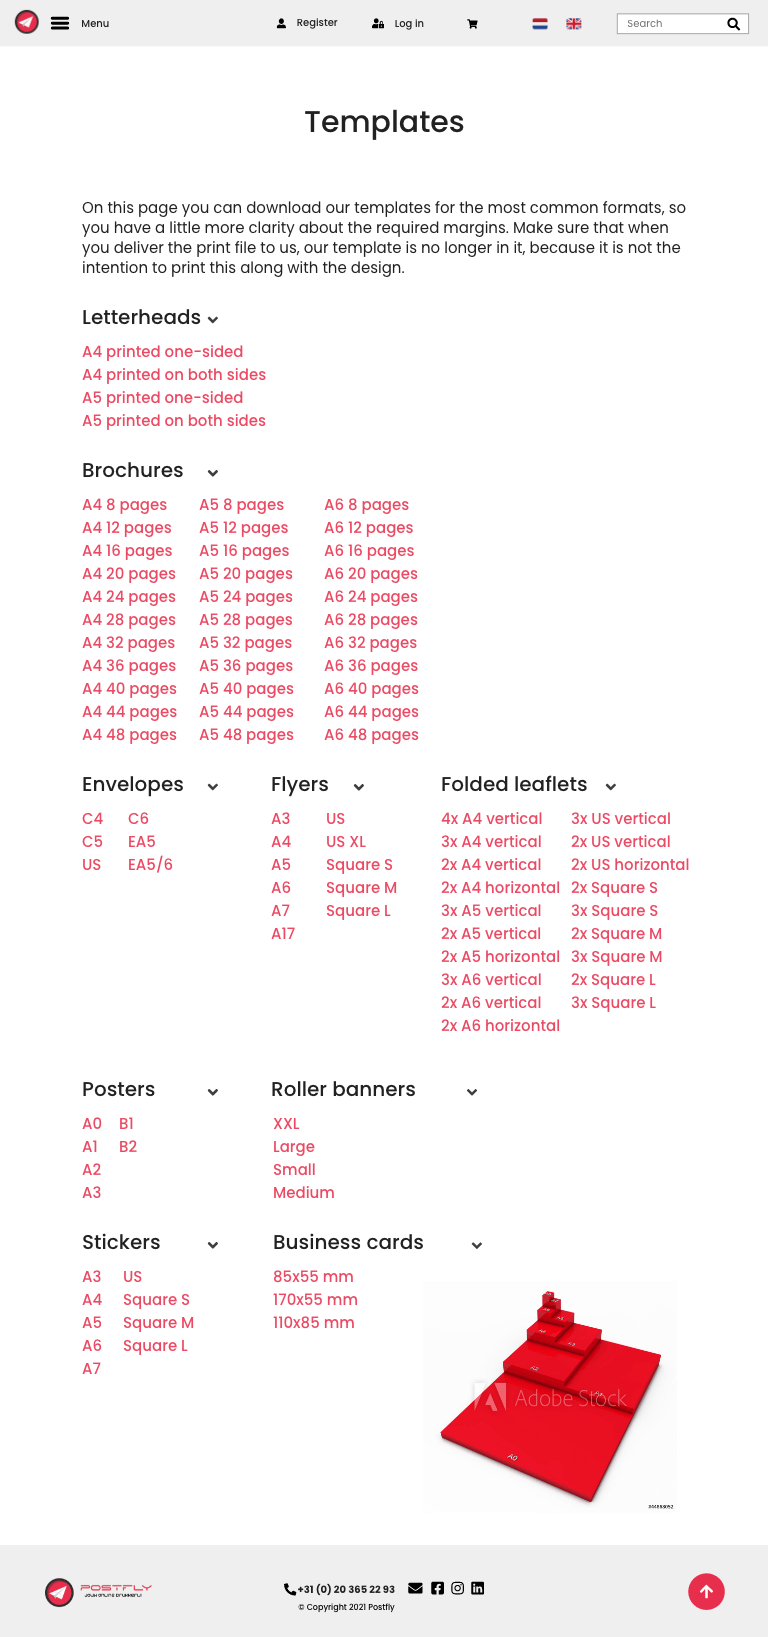 Menu
Register
Log in
Search
Templates
On this page you can download our templates for the most common formats, so
you have a little more clarity about the required margins. Make sure that when
you deliver the print file to us, our template is no longer in it, because it is not the
intention to print this along with the design.
Letterheads
A4 printed one-sided
A4 printed on both sides
A5 printed one-sided
A5 printed on both sides
Brochures
A4 8 pages A5 8 pages A6 8 pages
A4 12 pages A5 12 pages A6 12 pages
A4 16 pages A5 16 pages A6 16 pages
A4 20 pages A5 20 pages A6 20 pages
A4 24 pages A5 24 pages A6 24 pages
A4 28 pages A5 28 pages A6 28 pages
A4 32 pages A5 32 pages A6 32 pages
A4 36 pages A5 36 pages A6 36 pages
A4 40 pages A5 40 pages A6 40 pages
A4 44 pages A5 44 pages A6 44 pages
A4 48 pages A5 48 pages A6 48 pages
Envelopes
C4 C6
C5 EA5
US EA5/6
Flyers
A3 US
A4 US XL
A5 Square S
A6 Square M
A7 Square L
A17
Folded leaflets
4x A4 vertical 3x US vertical
3x A4 vertical 2x US vertical
2x A4 vertical 2x US horizontal
2x A4 horizontal 2x Square S
3x A5 vertical 3x Square S
2x A5 vertical 2x Square M
2x A5 horizontal 3x Square M
3x A6 vertical 2x Square L
2x A6 vertical 3x Square L
2x A6 horizontal
Posters
A0 B1
A1 B2
A2
A3
Roller banners
XXL
Large
Small
Medium
Stickers
A3 US
A4 Square S
A5 Square M
A6 Square L
A7
Business cards
85x55 mm
170x55 mm
110x85 mm
A2
A1
Adobe Stock
A0
POSTFLY
JOUW ONLINE DRUKKERIJ
+31 (0) 20 365 22 93
© Copyright 2021 Postfly